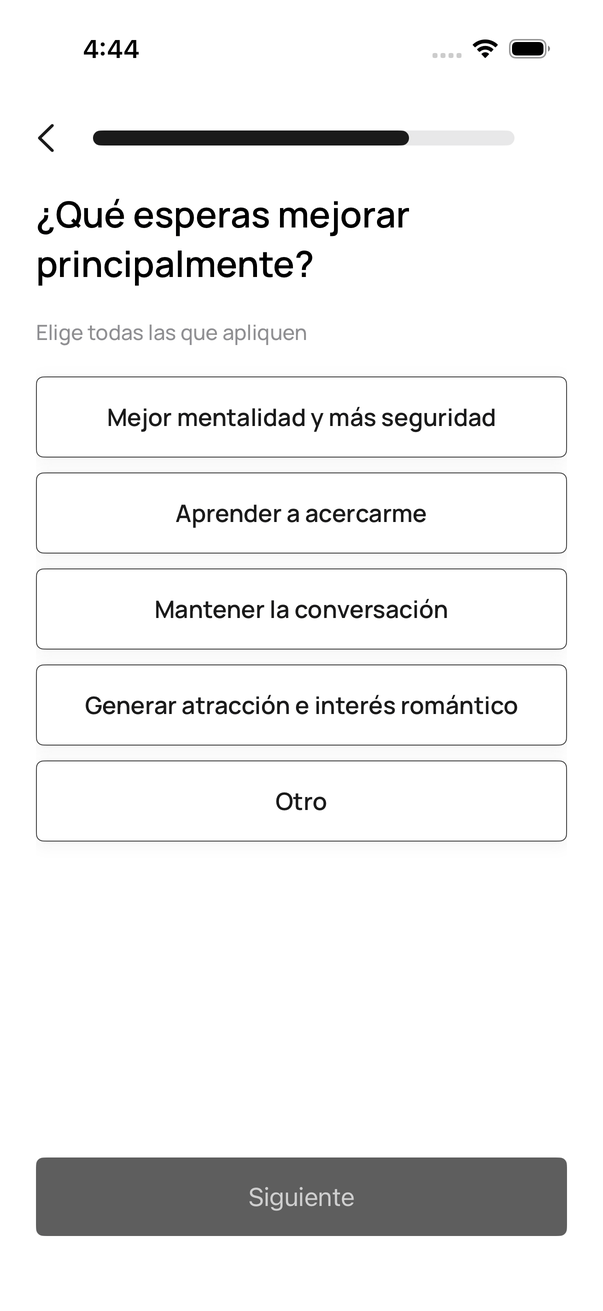 4:44
¿Qué esperas mejorar
principalmente?
Elige todas las que apliquen
Mejor mentalidad y más seguridad
Aprender a acercarme
Mantener la conversación
Generar atracción e interés romántico
Otro
Siguiente